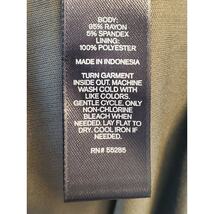 BODY:
95% RAYON
5% SPANDEX
LINING:
100% POLYESTER
MADE IN INDONESIA
TURN GARMENT
INSIDE OUT. MACHINE
WASH COLD WITH
LIKE COLORS,
GENTLE CYCLE. ONLY
NON-CHLORINE
BLEACH WHEN
NEEDED. LAY FLAT
TO DRY. COOL IRON IF
NEEDED.
RN# 55285